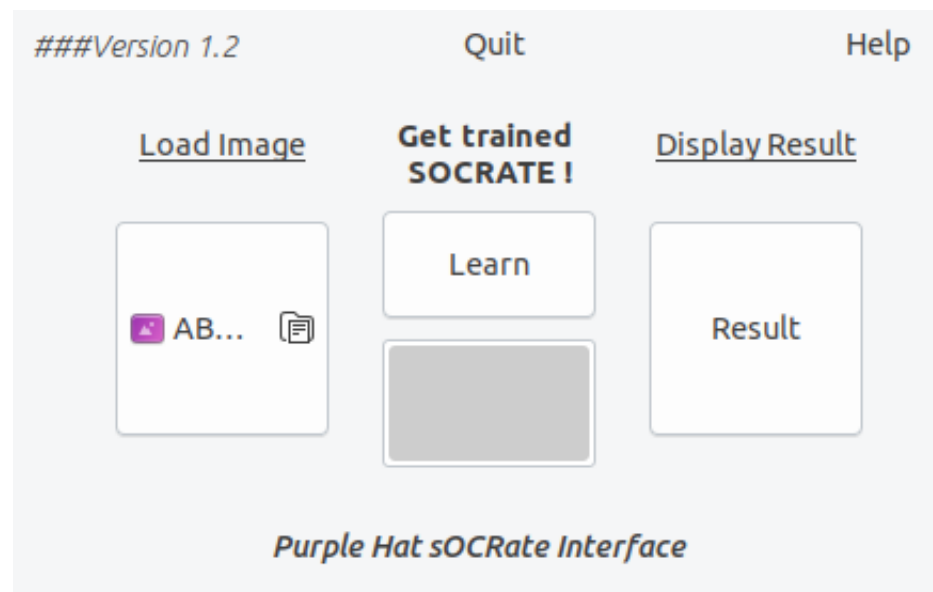 ###Version 1.2 Quit Help
Load Image
Get trained
SOCRATE !
Display Result
Learn
AB...
Result
Purple Hat sOCRate Interface